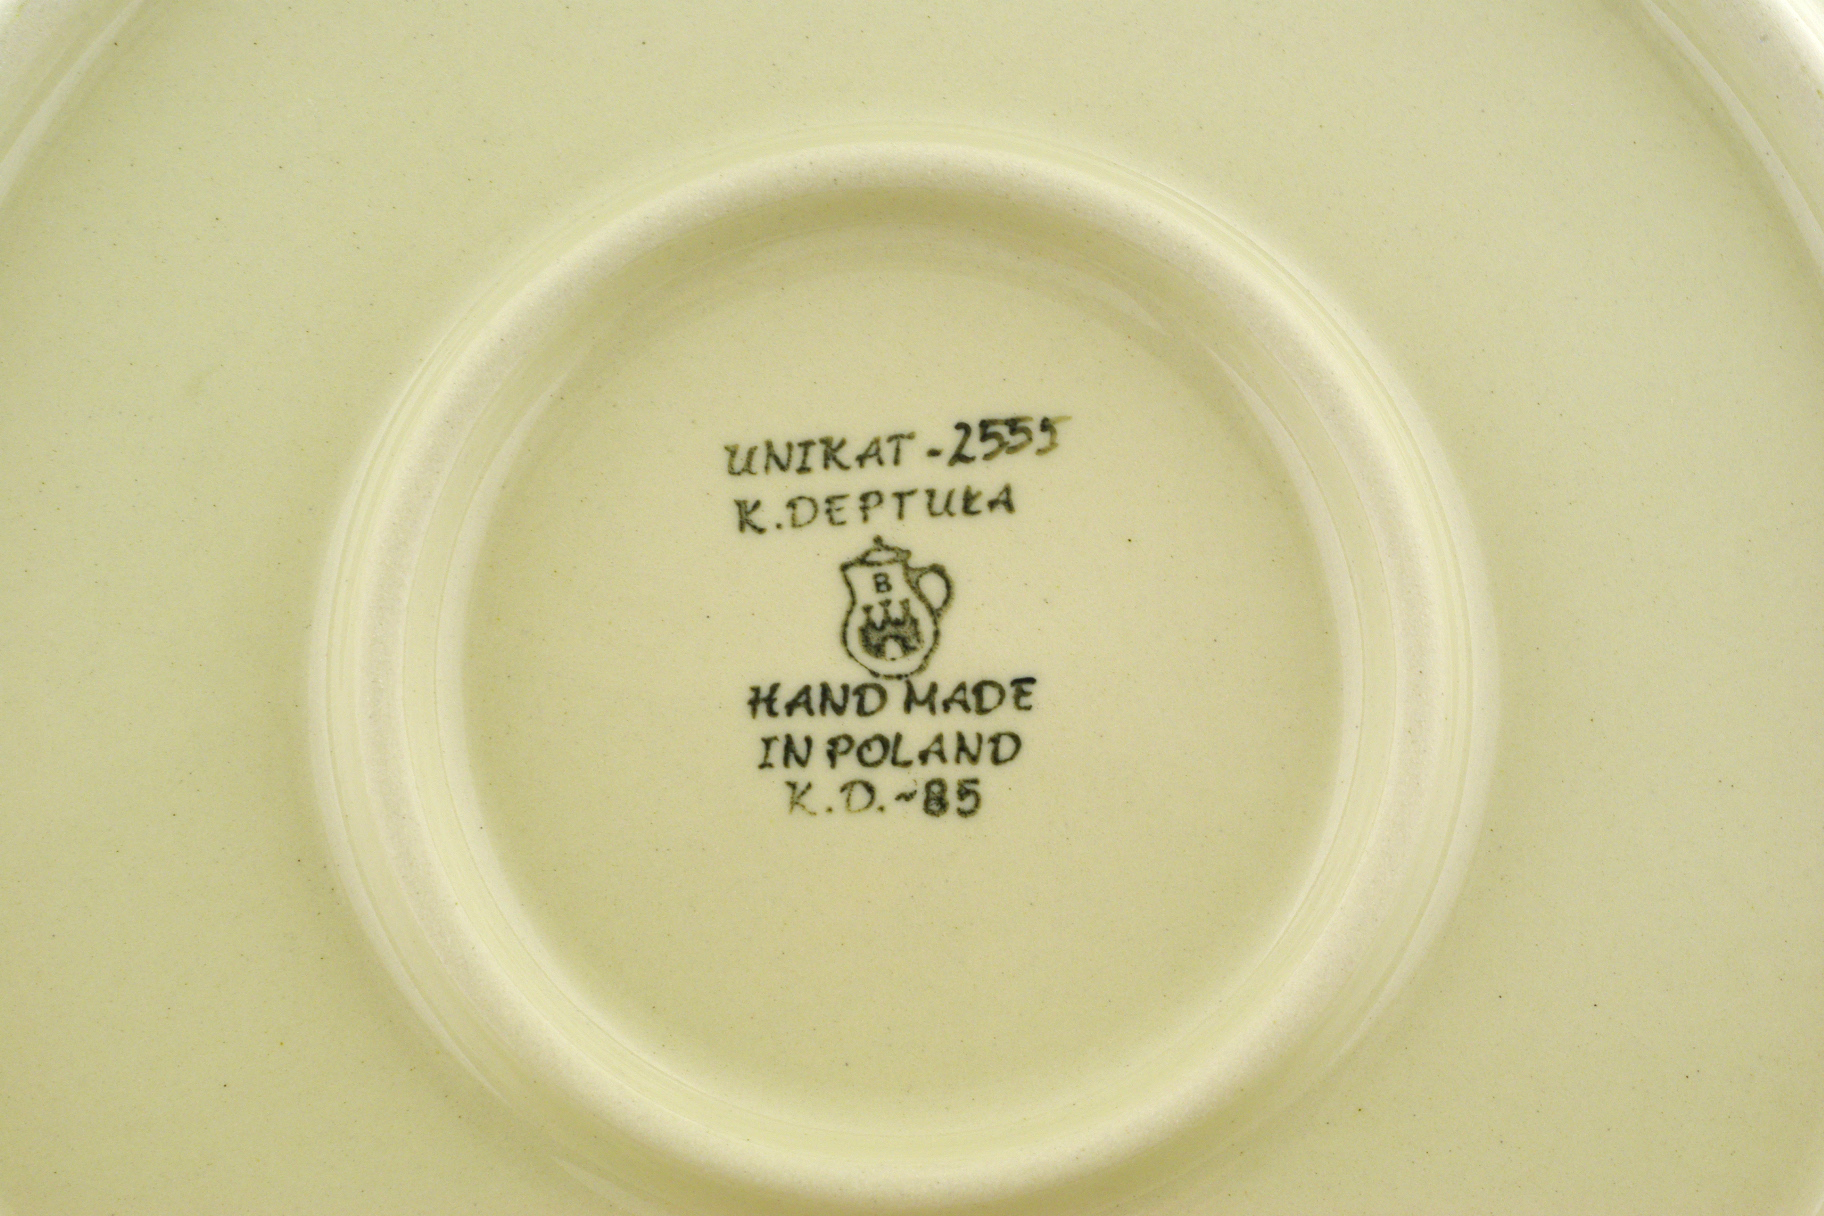 UNIKAT - 2555
K. DEPTUŁA
B
HAND MADE
IN POLAND
K.D. ~85